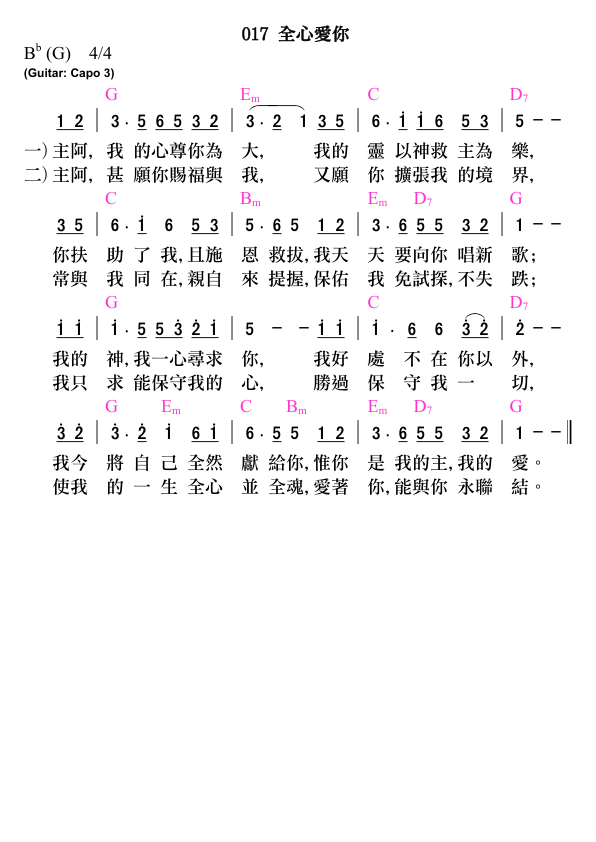 017 全心愛你
B♭ (G) 4/4
(Guitar: Capo 3)
G Em C D7
1 2 | 3 · 5 6 5 3 2 | 3 · 2 1 3 5 | 6 · i i 6 5 3 | 5 − −
一) 主阿, 我 的心尊你為 大, 我的 靈 以神救 主為 樂,
二) 主阿, 甚 願你賜福與 我, 又願 你 擴張我 的境 界,
C Bm Em D7 G
3 5 | 6 · i 6 5 3 | 5 · 6 5 1 2 | 3 · 6 5 5 3 2 | 1 − −
你扶 助 了 我, 且施 恩 救拔, 我天 天 要向你 唱新 歌;
常與 我 同 在, 親自 來 提握, 保佑 我 免試探, 不失 跌;
G C D7
i i | i · 5 5 3̇ 2̇ i | 5 − − i i | i · 6 6 3̇ 2̇ | 2̇ − −
我的 神, 我一心尋求 你, 我好 處 不 在 你以 外,
我只 求 能保守我的 心, 勝過 保 守 我 一 切,
G Em C Bm Em D7 G
3̇ 2̇ | 3̇ · 2̇ i 6 i | 6 · 5 5 1 2 | 3 · 6 5 5 3 2 | 1 − − ‖
我今 將 自 己 全然 獻 給你, 惟你 是 我的主, 我的 愛。
使我 的 一 生 全心 並 全魂, 愛著 你, 能與你 永聯 結。